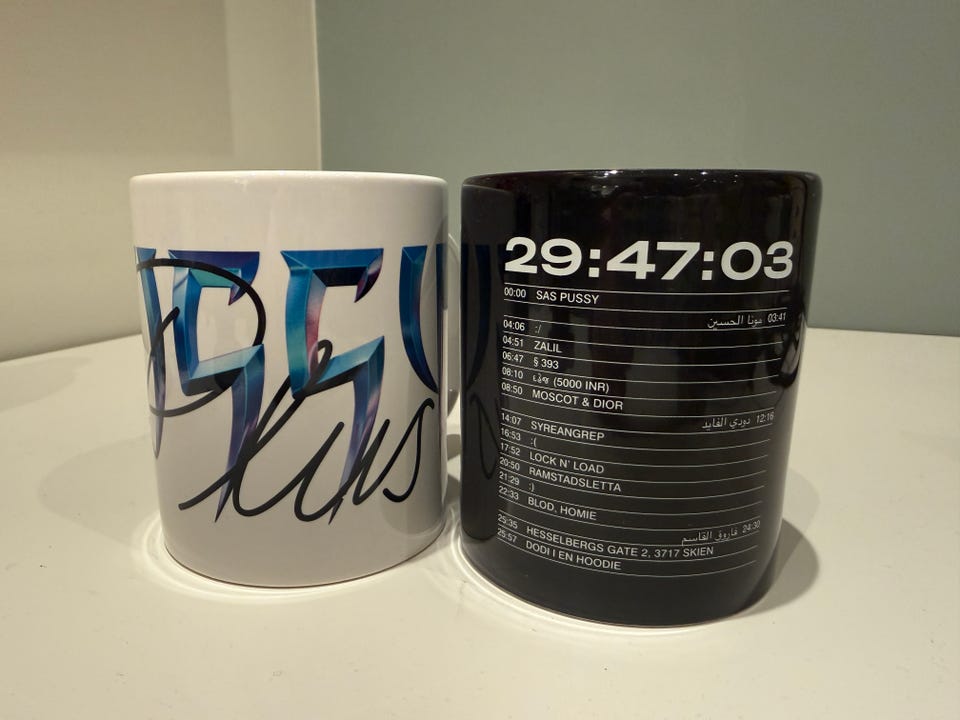 Plus
29:47:03
00:00 SAS PUSSY
مونا الحسين 03:41
04:06 :/
04:51 ZALIL
06:47 § 393
08:10 (5000 INR)
08:50 MOSCOT & DIOR
دودي الفايد 12:16
14:07 SYREANGREP
16:53 :(
17:52 LOCK N' LOAD
20:50 RAMSTADSLETTA
21:29 :)
22:33 BLOD, HOMIE
فاروق القاسم 24:30
25:35 HESSELBERGS GATE 2, 3717 SKIEN
25:57 DODI I EN HOODIE